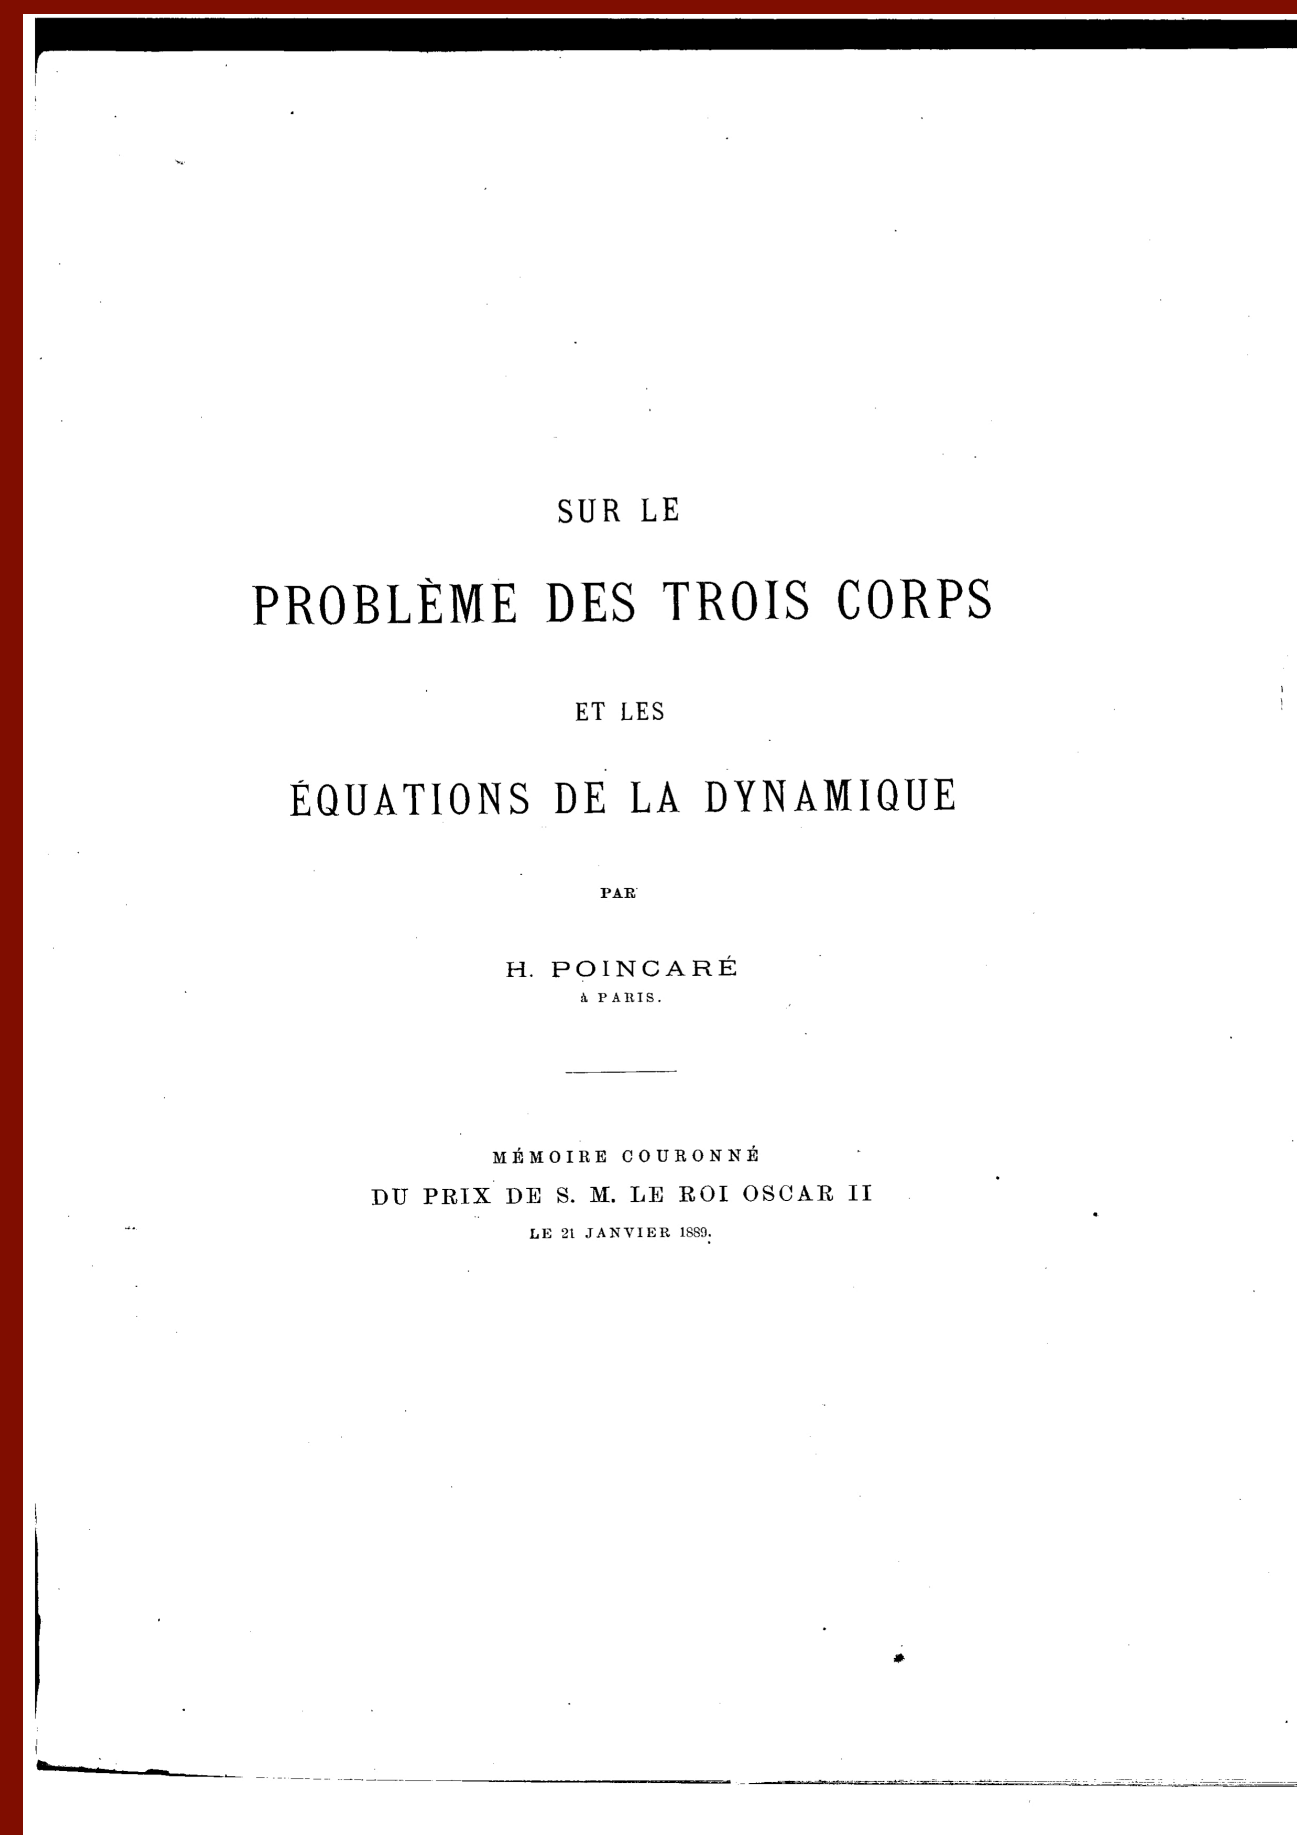 SUR LE
PROBLÈME DES TROIS CORPS
ET LES
ÉQUATIONS DE LA DYNAMIQUE
PAR
H. POINCARÉ
à PARIS.
MÉMOIRE COURONNÉ
DU PRIX DE S. M. LE ROI OSCAR II
LE 21 JANVIER 1889.